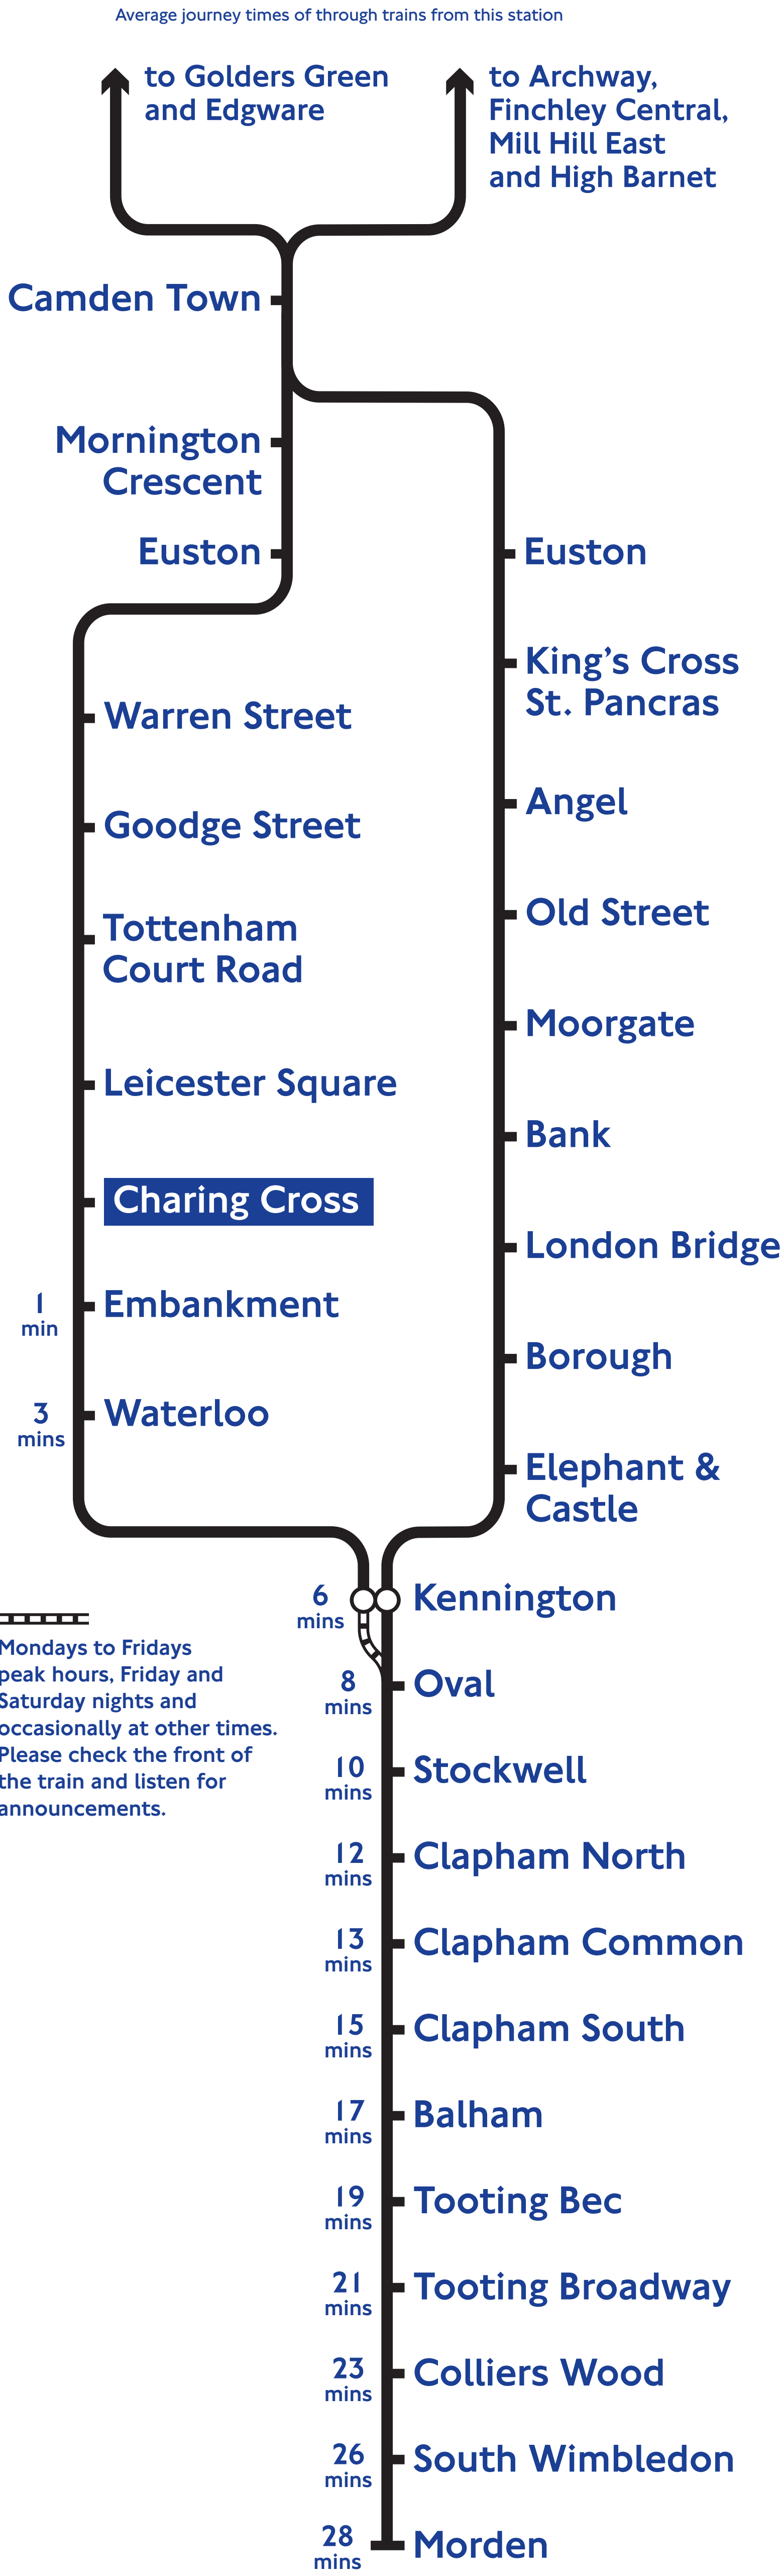 Average journey times of through trains from this station
to Golders Green
and Edgware
to Archway,
Finchley Central,
Mill Hill East
and High Barnet
Camden Town
Mornington
Crescent
Euston
Warren Street
Goodge Street
Tottenham
Court Road
Leicester Square
Charing Cross
1
min
Embankment
3
mins
Waterloo
Euston
King’s Cross
St. Pancras
Angel
Old Street
Moorgate
Bank
London Bridge
Borough
Elephant &
Castle
6
mins
Kennington
Mondays to Fridays
peak hours, Friday and
Saturday nights and
occasionally at other times.
Please check the front of
the train and listen for
announcements.
8
mins
Oval
10
mins
Stockwell
12
mins
Clapham North
13
mins
Clapham Common
15
mins
Clapham South
17
mins
Balham
19
mins
Tooting Bec
21
mins
Tooting Broadway
23
mins
Colliers Wood
26
mins
South Wimbledon
28
mins
Morden